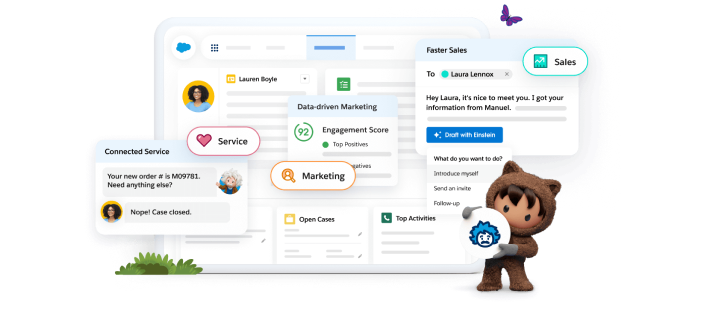 Faster Sales
Sales
To Laura Lennox ×
Lauren Boyle
Hey Laura, it's nice to meet you. I got your
information from Manuel.
Draft with Einstein
Data-driven Marketing
92
Engagement Score
Top Positives
Service
Connected Service
Your new order # is M09781.
Need anything else?
Nope! Case closed.
Marketing
What do you want to do?
Introduce myself
Send an invite
Follow-up
Open Cases
Top Activities